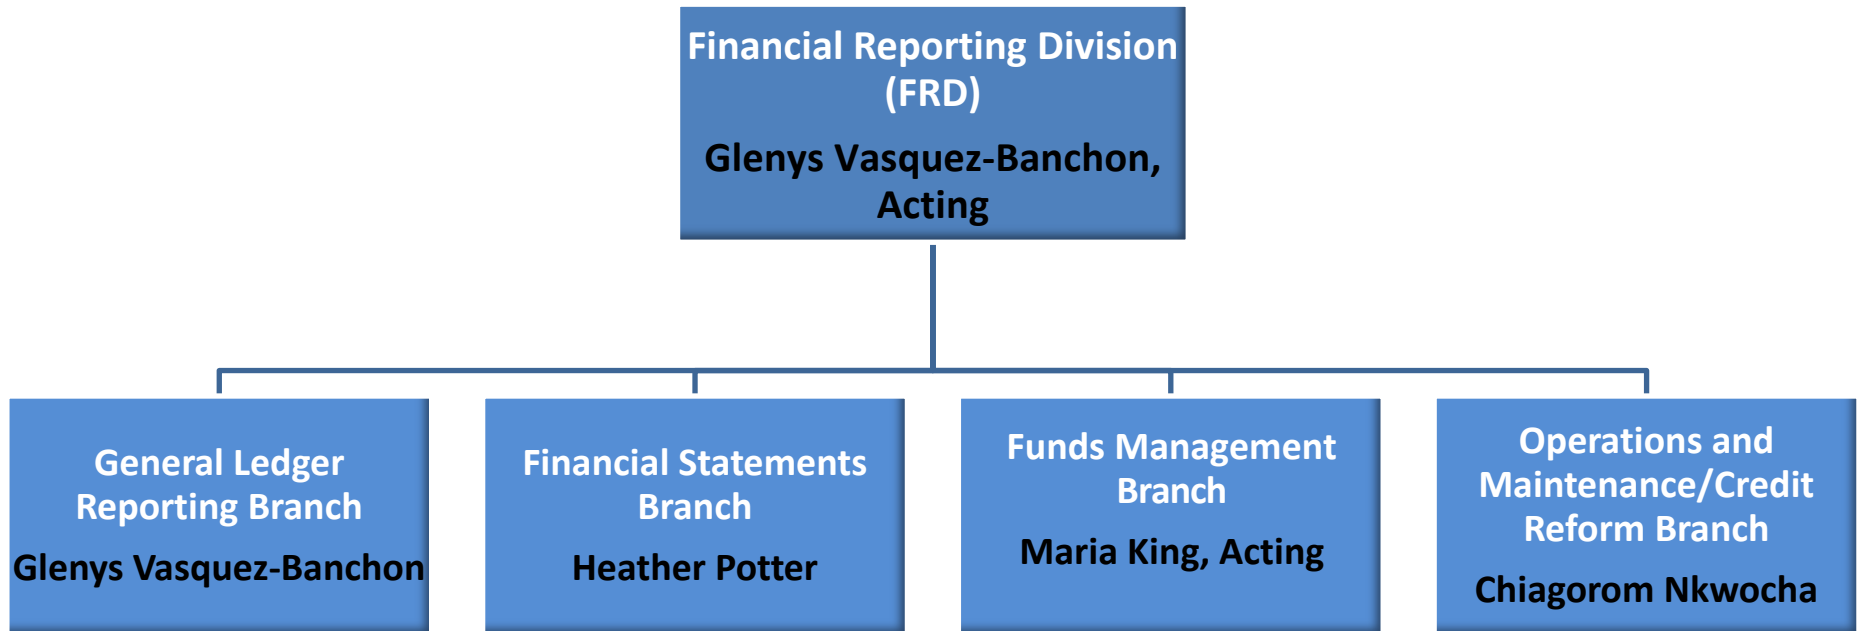 Financial Reporting Division
(FRD)
Glenys Vasquez-Banchon,
Acting
General Ledger
Reporting Branch
Glenys Vasquez-Banchon
Financial Statements
Branch
Heather Potter
Funds Management
Branch
Maria King, Acting
Operations and
Maintenance/Credit
Reform Branch
Chiagorom Nkwocha